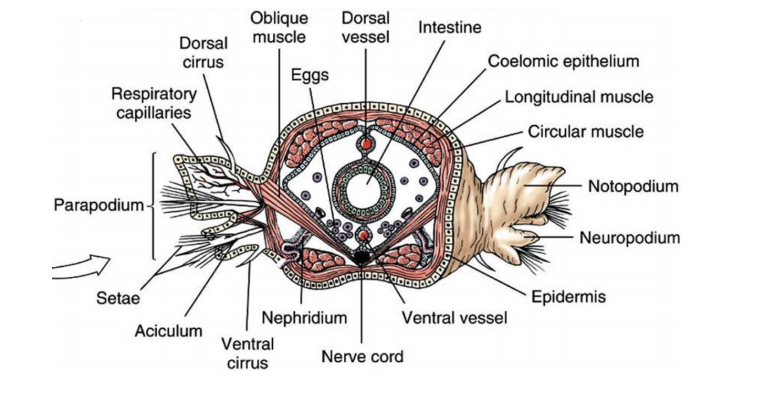 Oblique
muscle
Dorsal
vessel
Intestine
Dorsal
cirrus
Eggs
Coelomic epithelium
Respiratory
capillaries
Longitudinal muscle
Circular muscle
Parapodium
Notopodium
Neuropodium
Setae
Epidermis
Aciculum
Nephridium
Ventral vessel
Ventral
cirrus
Nerve cord